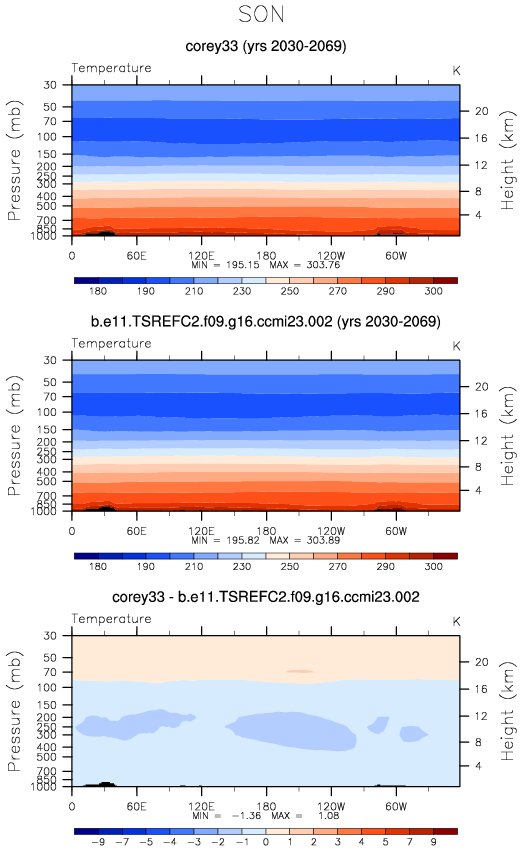 SON
corey33 (yrs 2030-2069)
Temperature K
30
50
70
100
150
200
250
300
400
500
700
850
1000
Pressure (mb)
20
16
12
8
4
Height (km)
0 60E 120E 180 120W 60W
MIN = 195.15 MAX = 303.76
180 190 210 230 250 270 290 300
b.e11.TSREFC2.f09.g16.ccmi23.002 (yrs 2030-2069)
Temperature K
30
50
70
100
150
200
250
300
400
500
700
850
1000
Pressure (mb)
20
16
12
8
4
Height (km)
0 60E 120E 180 120W 60W
MIN = 195.82 MAX = 303.89
180 190 210 230 250 270 290 300
corey33 - b.e11.TSREFC2.f09.g16.ccmi23.002
Temperature K
30
50
70
100
150
200
250
300
400
500
700
850
1000
Pressure (mb)
20
16
12
8
4
Height (km)
0 60E 120E 180 120W 60W
MIN = -1.36 MAX = 1.08
-9 -7 -5 -4 -3 -2 -1 0 1 2 3 4 5 7 9